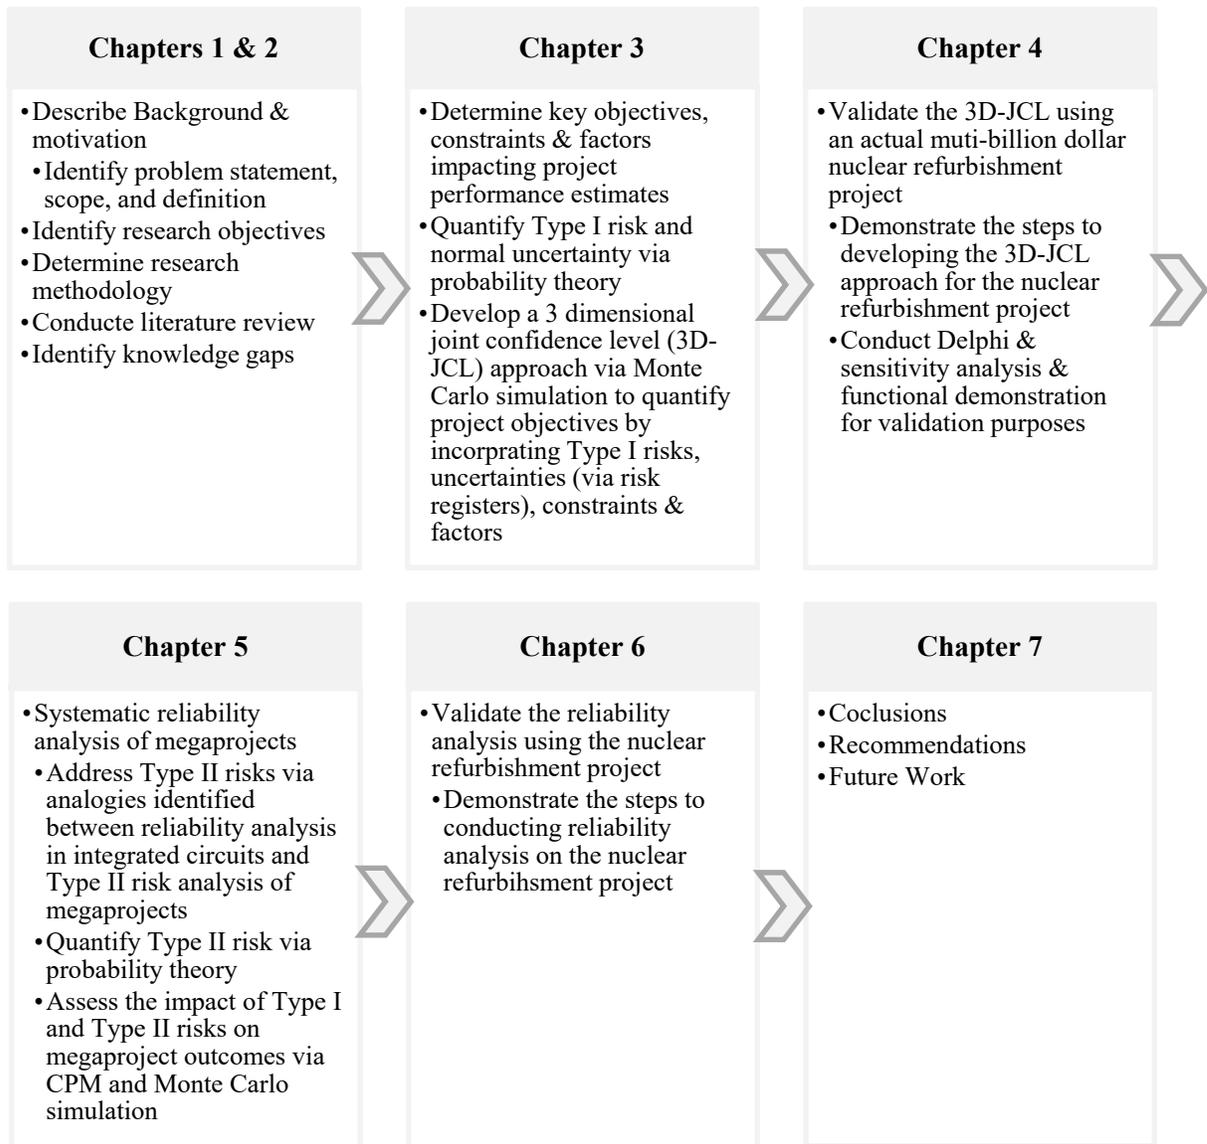 Chapters 1 & 2
•Describe Background &
motivation
•Identify problem statement,
scope, and definition
•Identify research objectives
•Determine research
methodology
•Conducte literature review
•Identify knowledge gaps
Chapter 3
•Determine key objectives,
constraints & factors
impacting project
performance estimates
•Quantify Type I risk and
normal uncertainty via
probability theory
•Develop a 3 dimensional
joint confidence level (3D-
JCL) approach via Monte
Carlo simulation to quantify
project objectives by
incorprating Type I risks,
uncertainties (via risk
registers), constraints &
factors
Chapter 4
•Validate the 3D-JCL using
an actual muti-billion dollar
nuclear refurbishment
project
•Demonstrate the steps to
developing the 3D-JCL
approach for the nuclear
refurbishment project
•Conduct Delphi &
sensitivity analysis &
functional demonstration
for validation purposes
Chapter 5
•Systematic reliability
analysis of megaprojects
•Address Type II risks via
analogies identified
between reliability analysis
in integrated circuits and
Type II risk analysis of
megaprojects
•Quantify Type II risk via
probability theory
•Assess the impact of Type I
and Type II risks on
megaproject outcomes via
CPM and Monte Carlo
simulation
Chapter 6
•Validate the reliability
analysis using the nuclear
refurbishment project
•Demonstrate the steps to
conducting reliability
analysis on the nuclear
refurbihsment project
Chapter 7
•Coclusions
•Recommendations
•Future Work